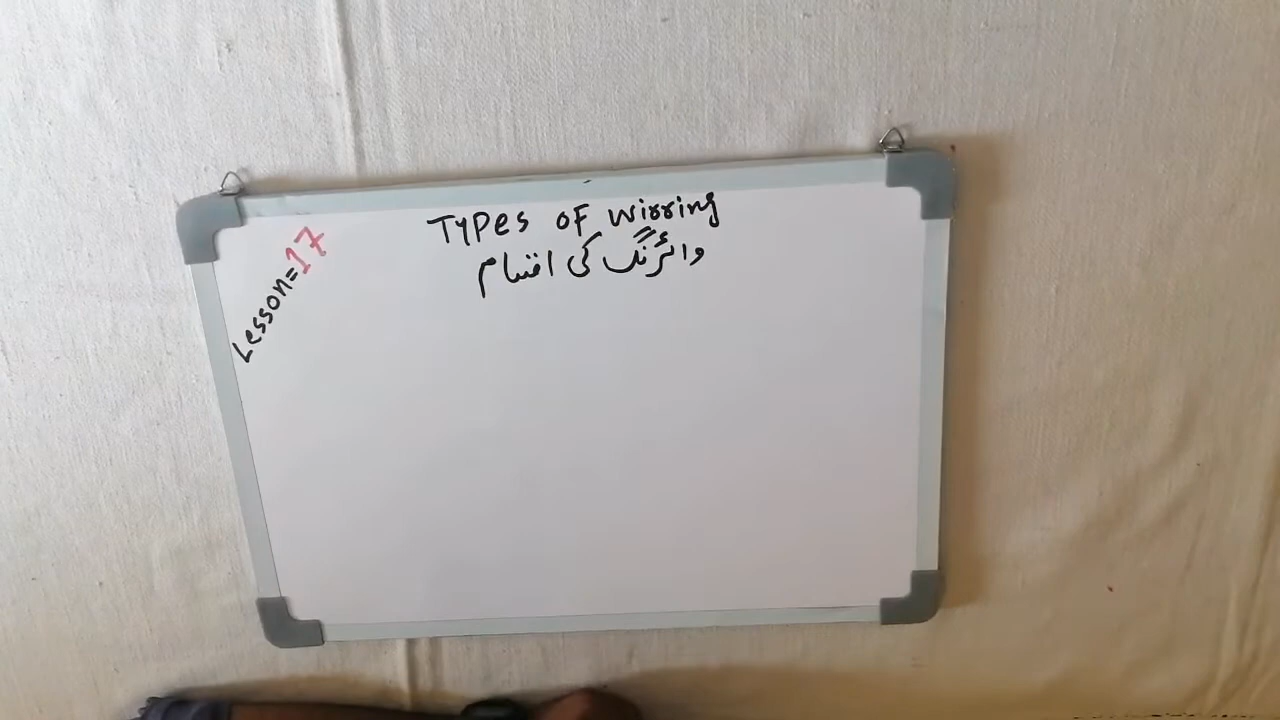 Types of wirring
وائرنگ کی اقسام
Lesson=17